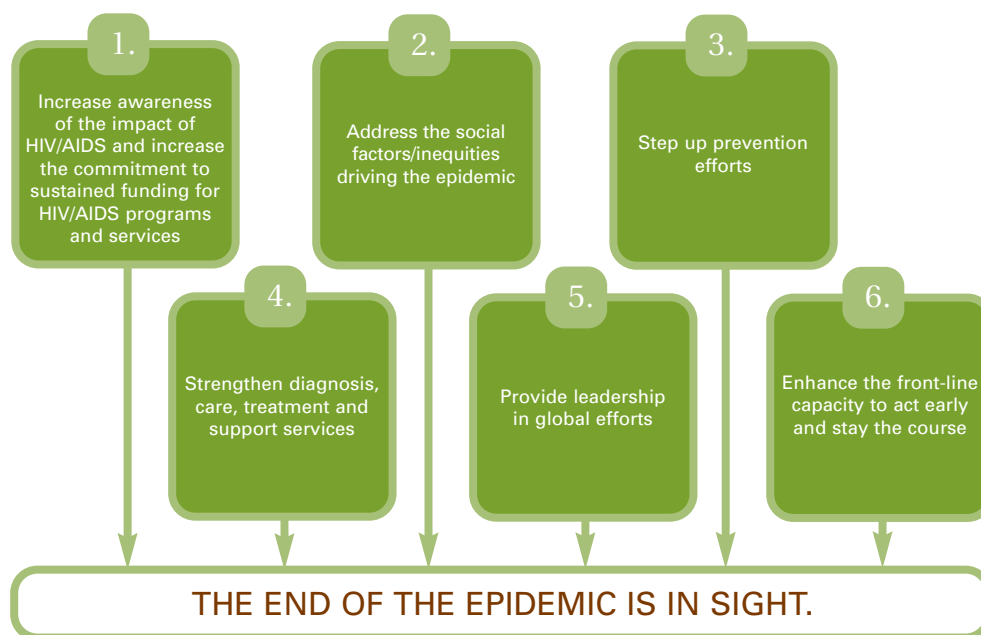 1.
Increase awareness
of the impact of
HIV/AIDS and increase
the commitment to
sustained funding for
HIV/AIDS programs
and services
2.
Address the social
factors/inequities
driving the epidemic
3.
Step up prevention
efforts
4.
Strengthen diagnosis,
care, treatment and
support services
5.
Provide leadership
in global efforts
6.
Enhance the front-line
capacity to act early
and stay the course
THE END OF THE EPIDEMIC IS IN SIGHT.